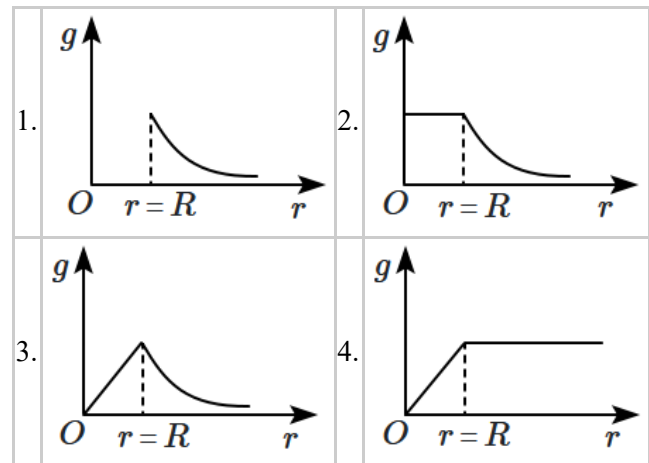 1.
g
O r = R r
2.
g
O r = R r
3.
g
O r = R r
4.
g
O r = R r